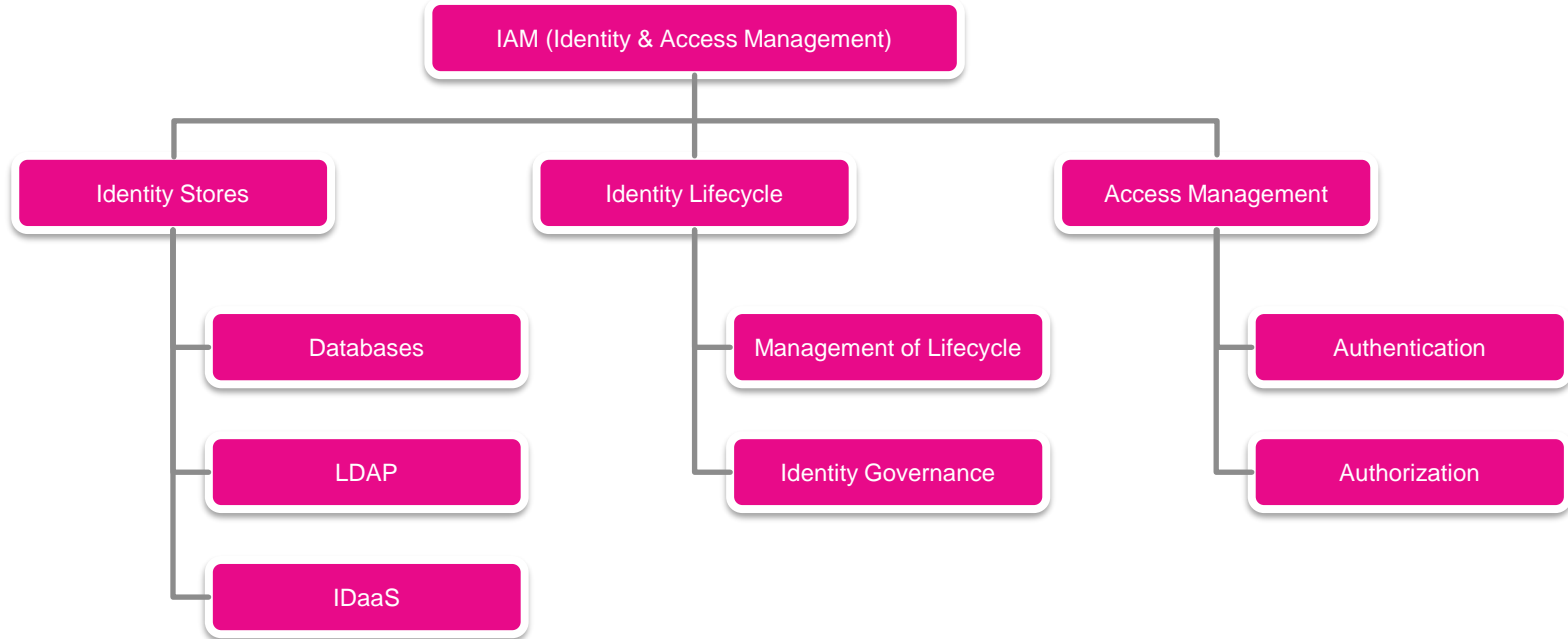 IAM (Identity & Access Management)
Identity Stores
Identity Lifecycle
Access Management
Databases
Management of Lifecycle
Authentication
LDAP
Identity Governance
Authorization
IDaaS